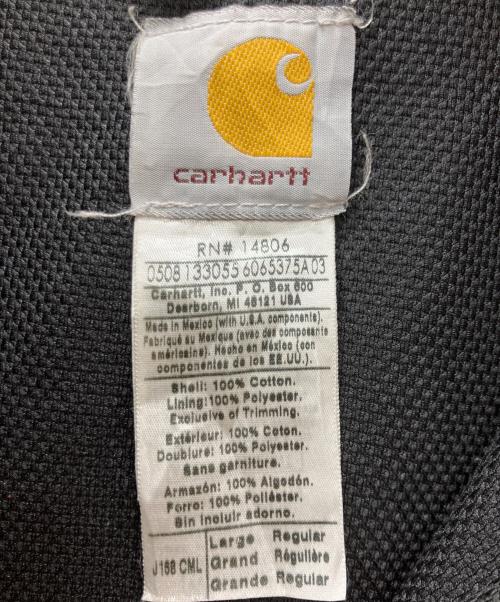 carhartt
RN# 14806
0508 133055 6065375A03
Carhartt, Inc. P. O. Box 600
Dearborn, MI 48121 USA
Made in Mexico (with U.S.A. components).
Fabriqué au Mexique (avec des composants
américains). Hecho en México (con
componentes de los EE.UU.).
Shell: 100% Cotton.
Lining: 100% Polyester.
Exclusive of Trimming.
Extérieur: 100% Coton.
Doublure: 100% Polyester.
Sans garniture.
Armazón: 100% Algodón.
Forro: 100% Poliéster.
Sin incluir adorno.
J168 CML
Large Regular
Grand Régulière
Grande Regular